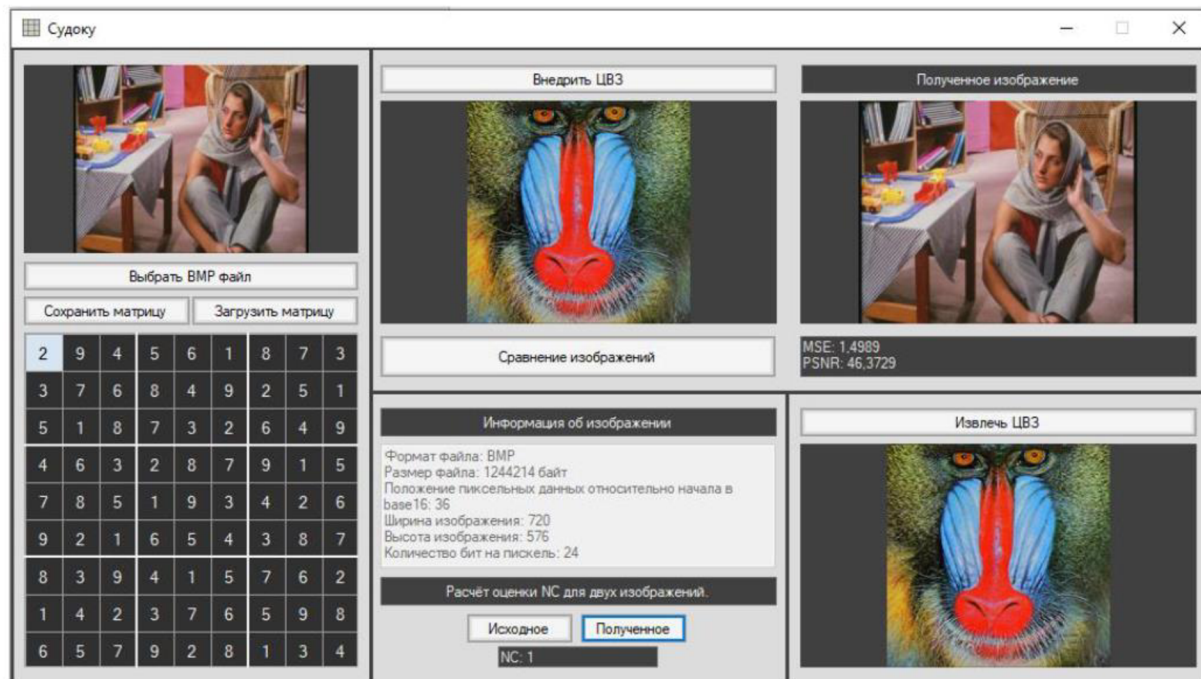 Судоку
Выбрать BMP файл
Сохранить матрицу
Загрузить матрицу
2 9 4 5 6 1 8 7 3
3 7 6 8 4 9 2 5 1
5 1 8 7 3 2 6 4 9
4 6 3 2 8 7 9 1 5
7 8 5 1 9 3 4 2 6
9 2 1 6 5 4 3 8 7
8 3 9 4 1 5 7 6 2
1 4 2 3 7 6 5 9 8
6 5 7 9 2 8 1 3 4
Внедрить ЦВЗ
Сравнение изображений
Полученное изображение
MSE: 1,4989
PSNR: 46,3729
Информация об изображении
Формат файла: BMP
Размер файла: 1244214 байт
Положение пиксельных данных относительно начала в
base16: 36
Ширина изображения: 720
Высота изображения: 576
Количество бит на пискель: 24
Расчёт оценки NC для двух изображений.
Исходное
Полученное
NC: 1
Извлечь ЦВЗ